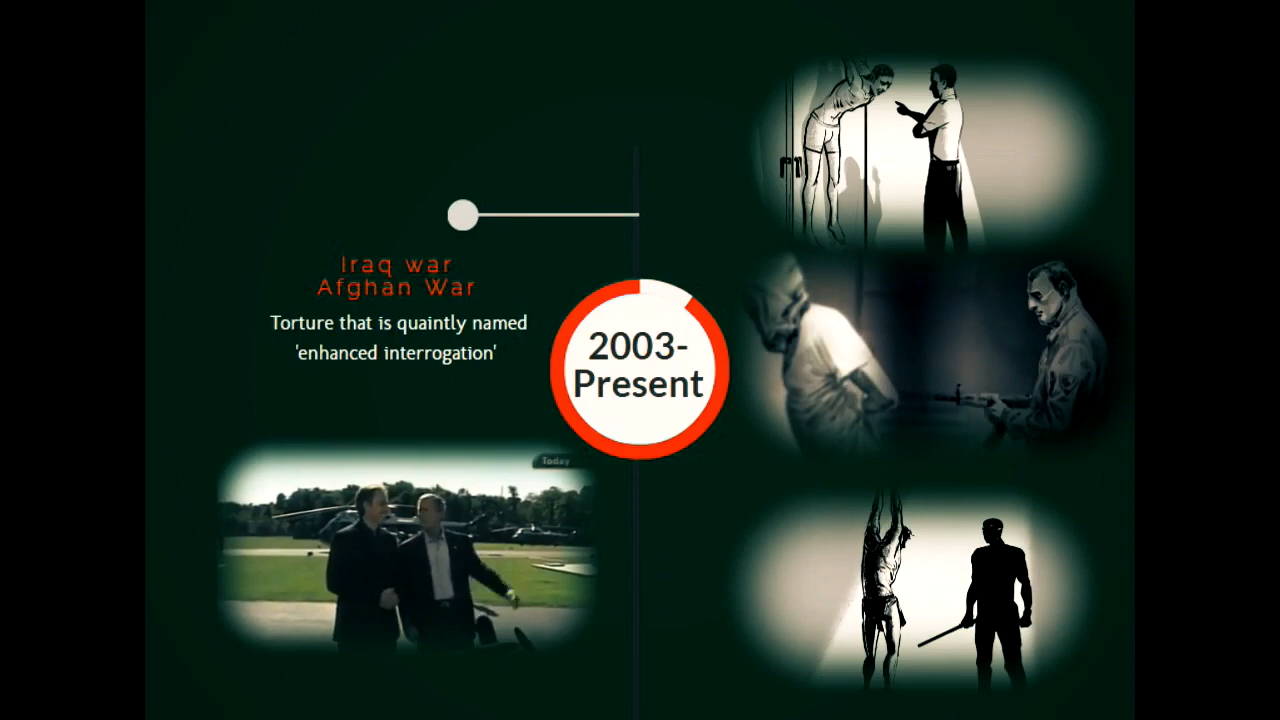 Iraq war
Afghan War
Torture that is quaintly named
'enhanced interrogation'
2003-
Present
Today